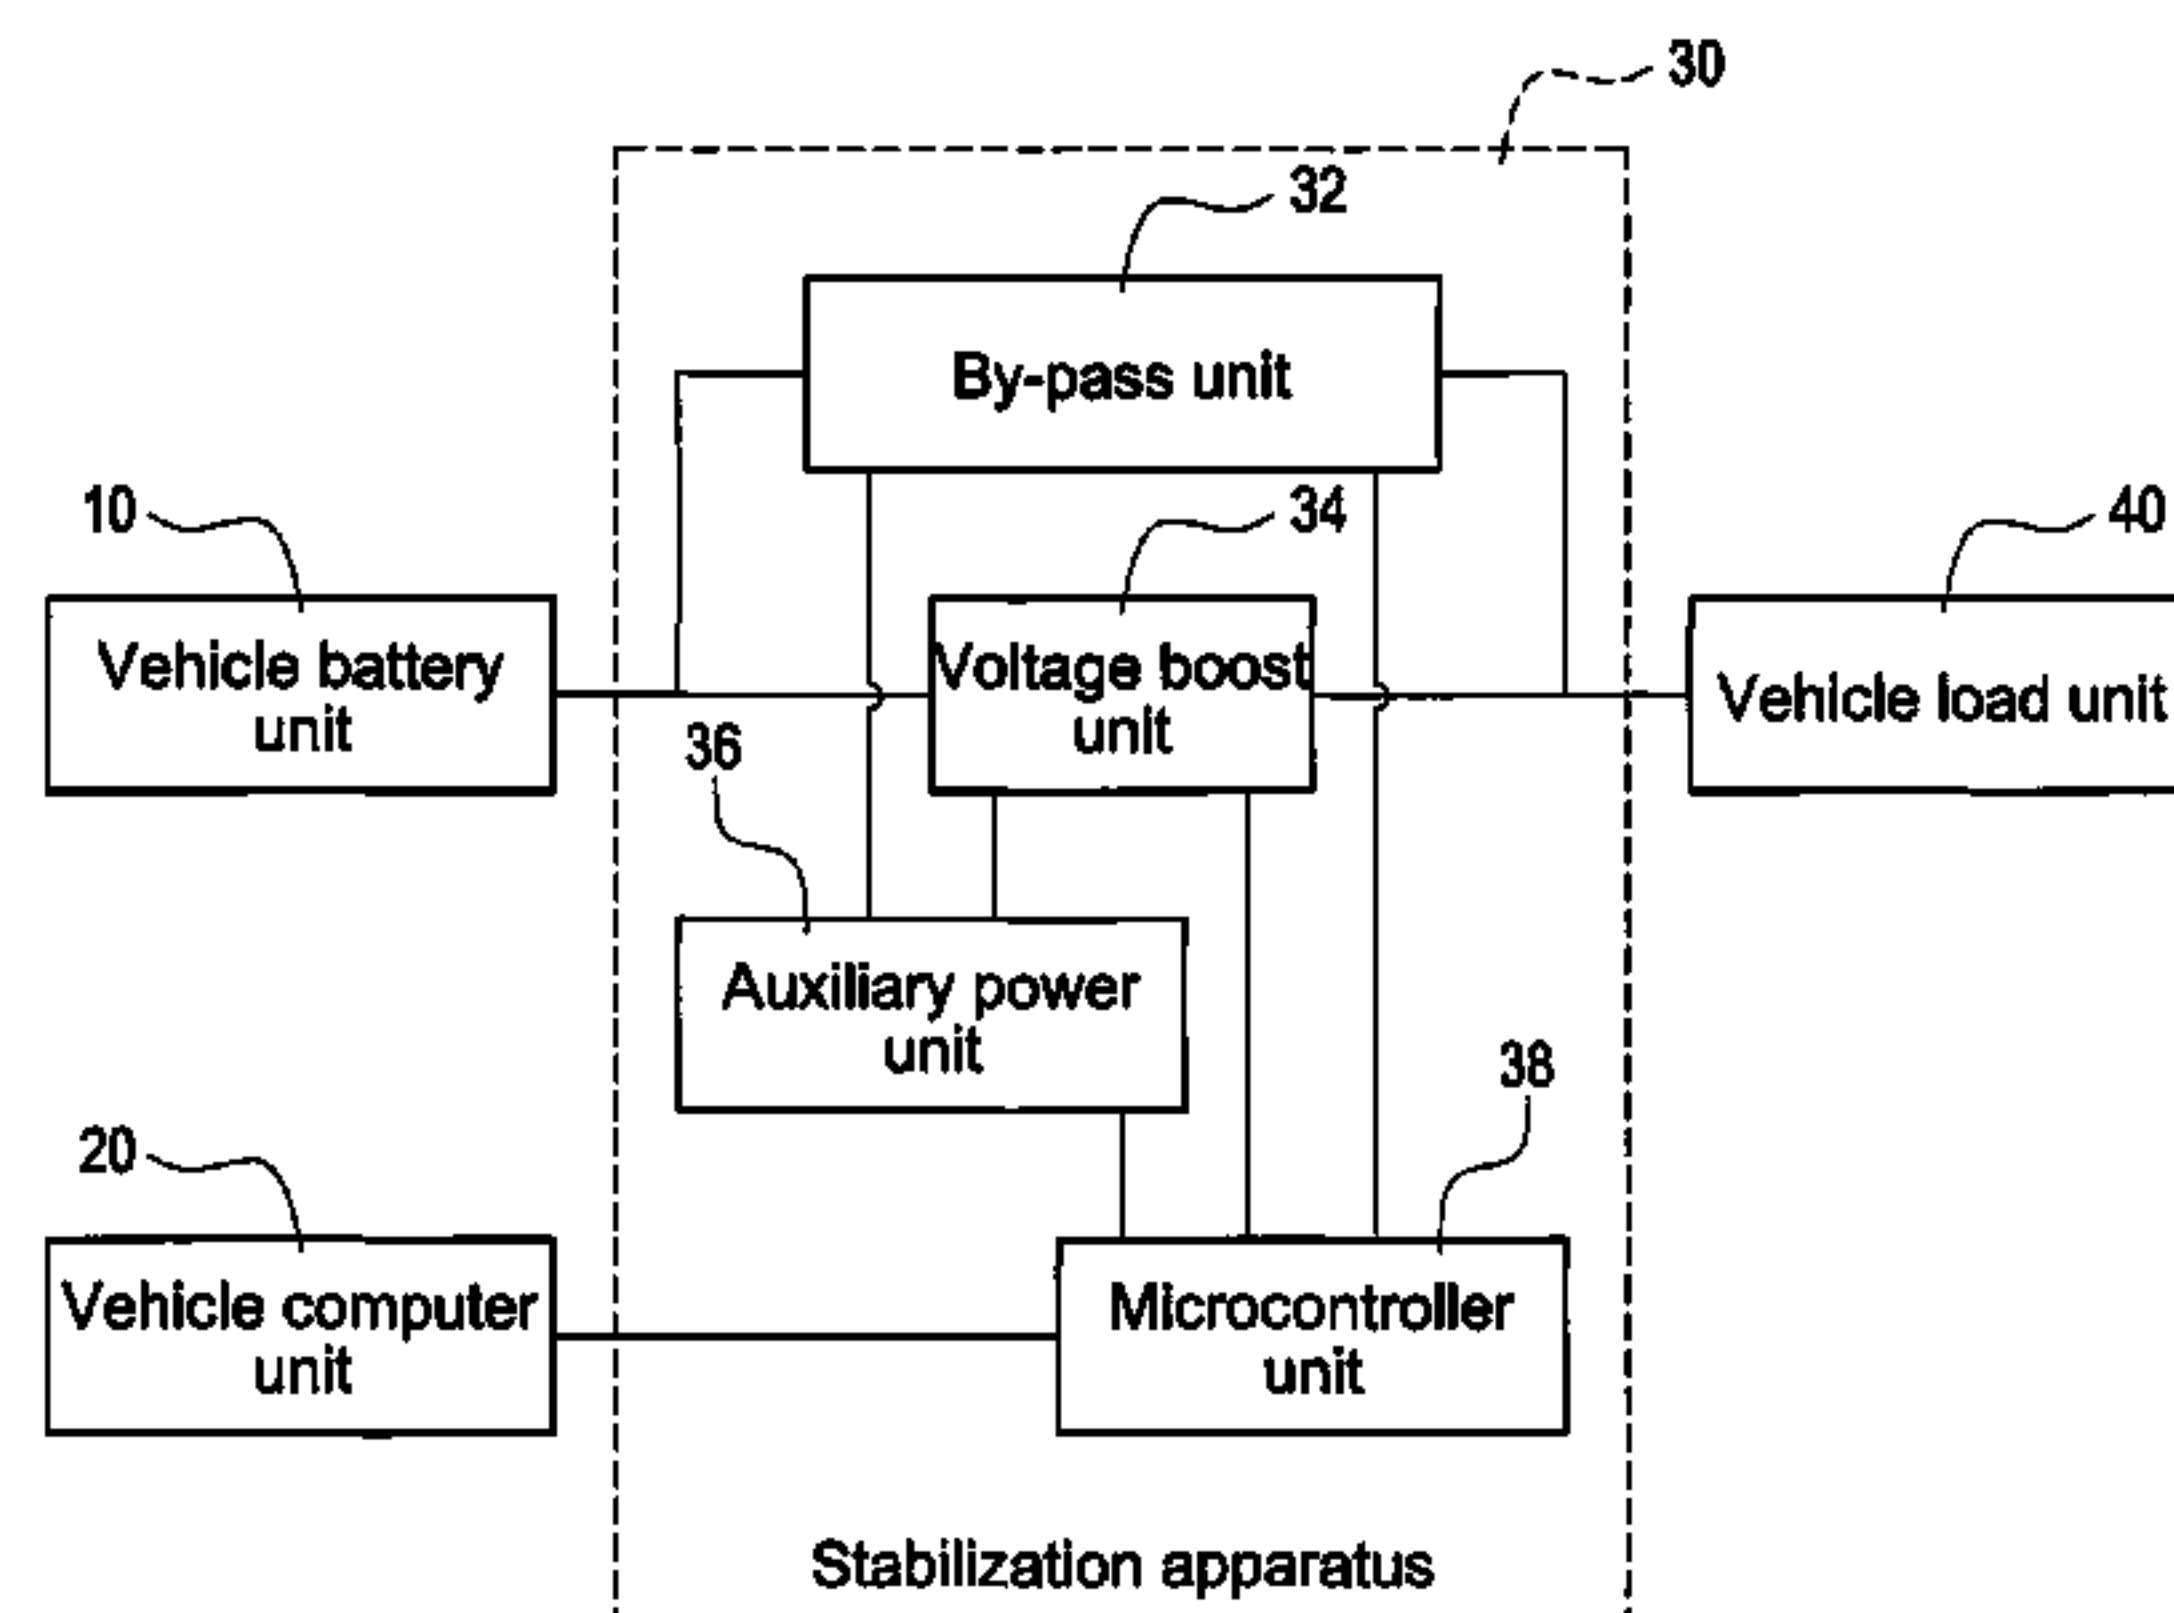 30
32
By-pass unit
10
34
40
Vehicle battery
unit
Voltage boost
unit
Vehicle load unit
36
Auxiliary power
unit
38
20
Vehicle computer
unit
Microcontroller
unit
Stabilization apparatus